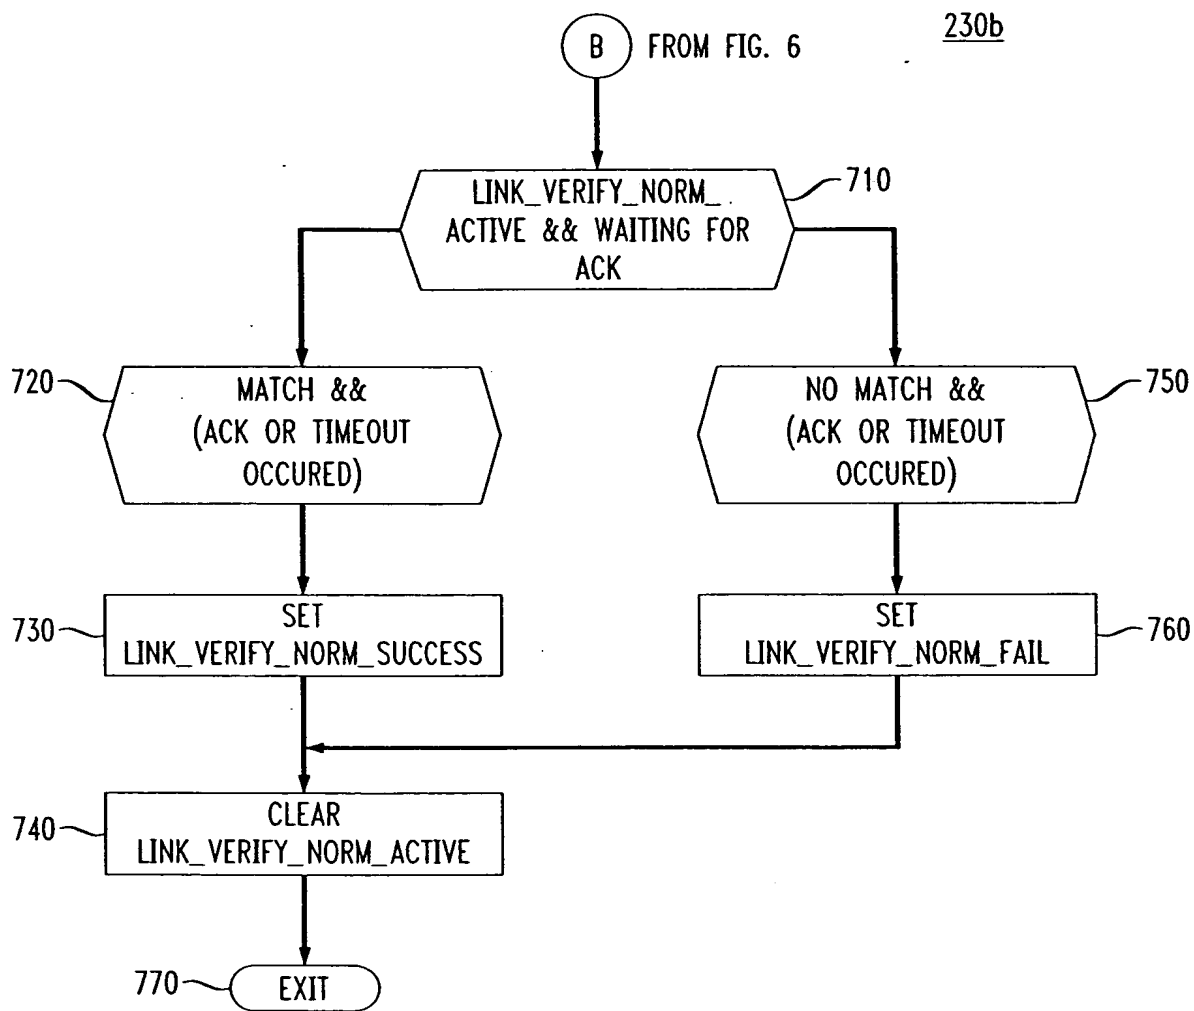 230b
B FROM FIG. 6
LINK_VERIFY_NORM_
ACTIVE && WAITING FOR
ACK
710
720
MATCH &&
(ACK OR TIMEOUT
OCCURED)
NO MATCH &&
(ACK OR TIMEOUT
OCCURED)
750
730
SET
LINK_VERIFY_NORM_SUCCESS
SET
LINK_VERIFY_NORM_FAIL
760
740
CLEAR
LINK_VERIFY_NORM_ACTIVE
770
EXIT